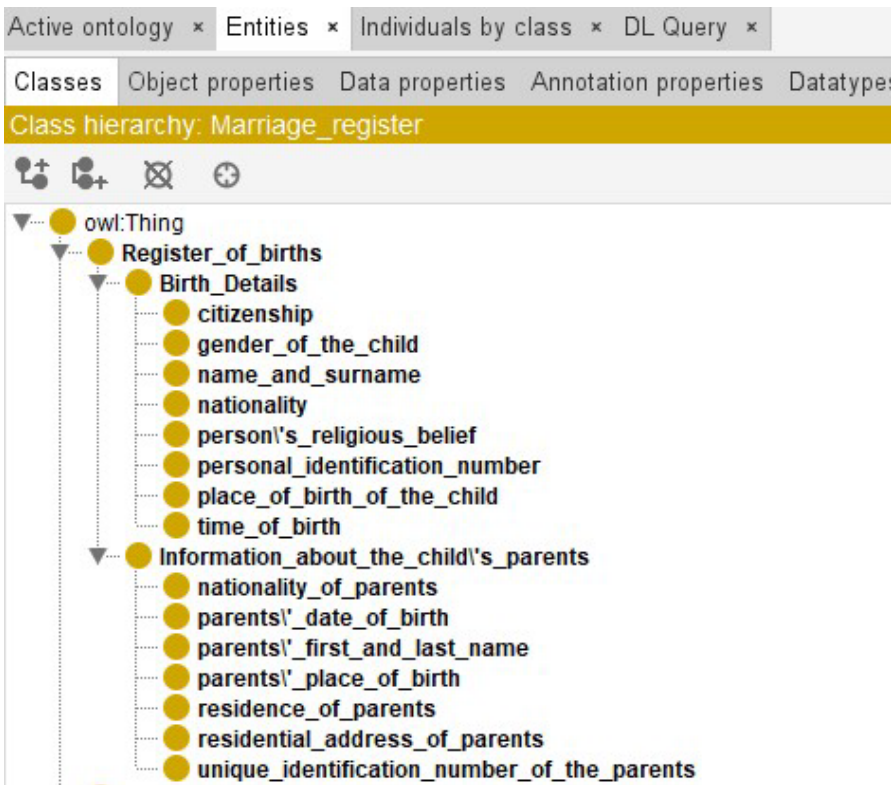 Active ontology × Entities × Individuals by class × DL Query ×
Classes Object properties Data properties Annotation properties Datatypes
Class hierarchy: Marriage_register
owl:Thing
Register_of_births
Birth_Details
citizenship
gender_of_the_child
name_and_surname
nationality
person\'s_religious_belief
personal_identification_number
place_of_birth_of_the_child
time_of_birth
Information_about_the_child\'s_parents
nationality_of_parents
parents\'_date_of_birth
parents\'_first_and_last_name
parents\'_place_of_birth
residence_of_parents
residential_address_of_parents
unique_identification_number_of_the_parents